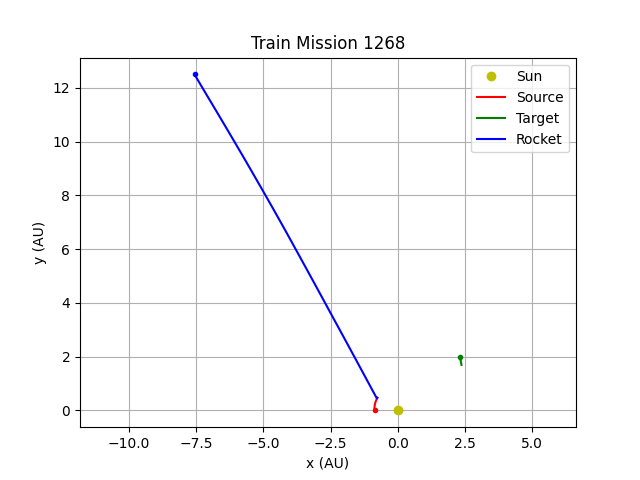 Train Mission 1268
Sun
Source
Target
Rocket
12
10
8
6
4
2
0
y (AU)
−10.0 −7.5 −5.0 −2.5 0.0 2.5 5.0
x (AU)